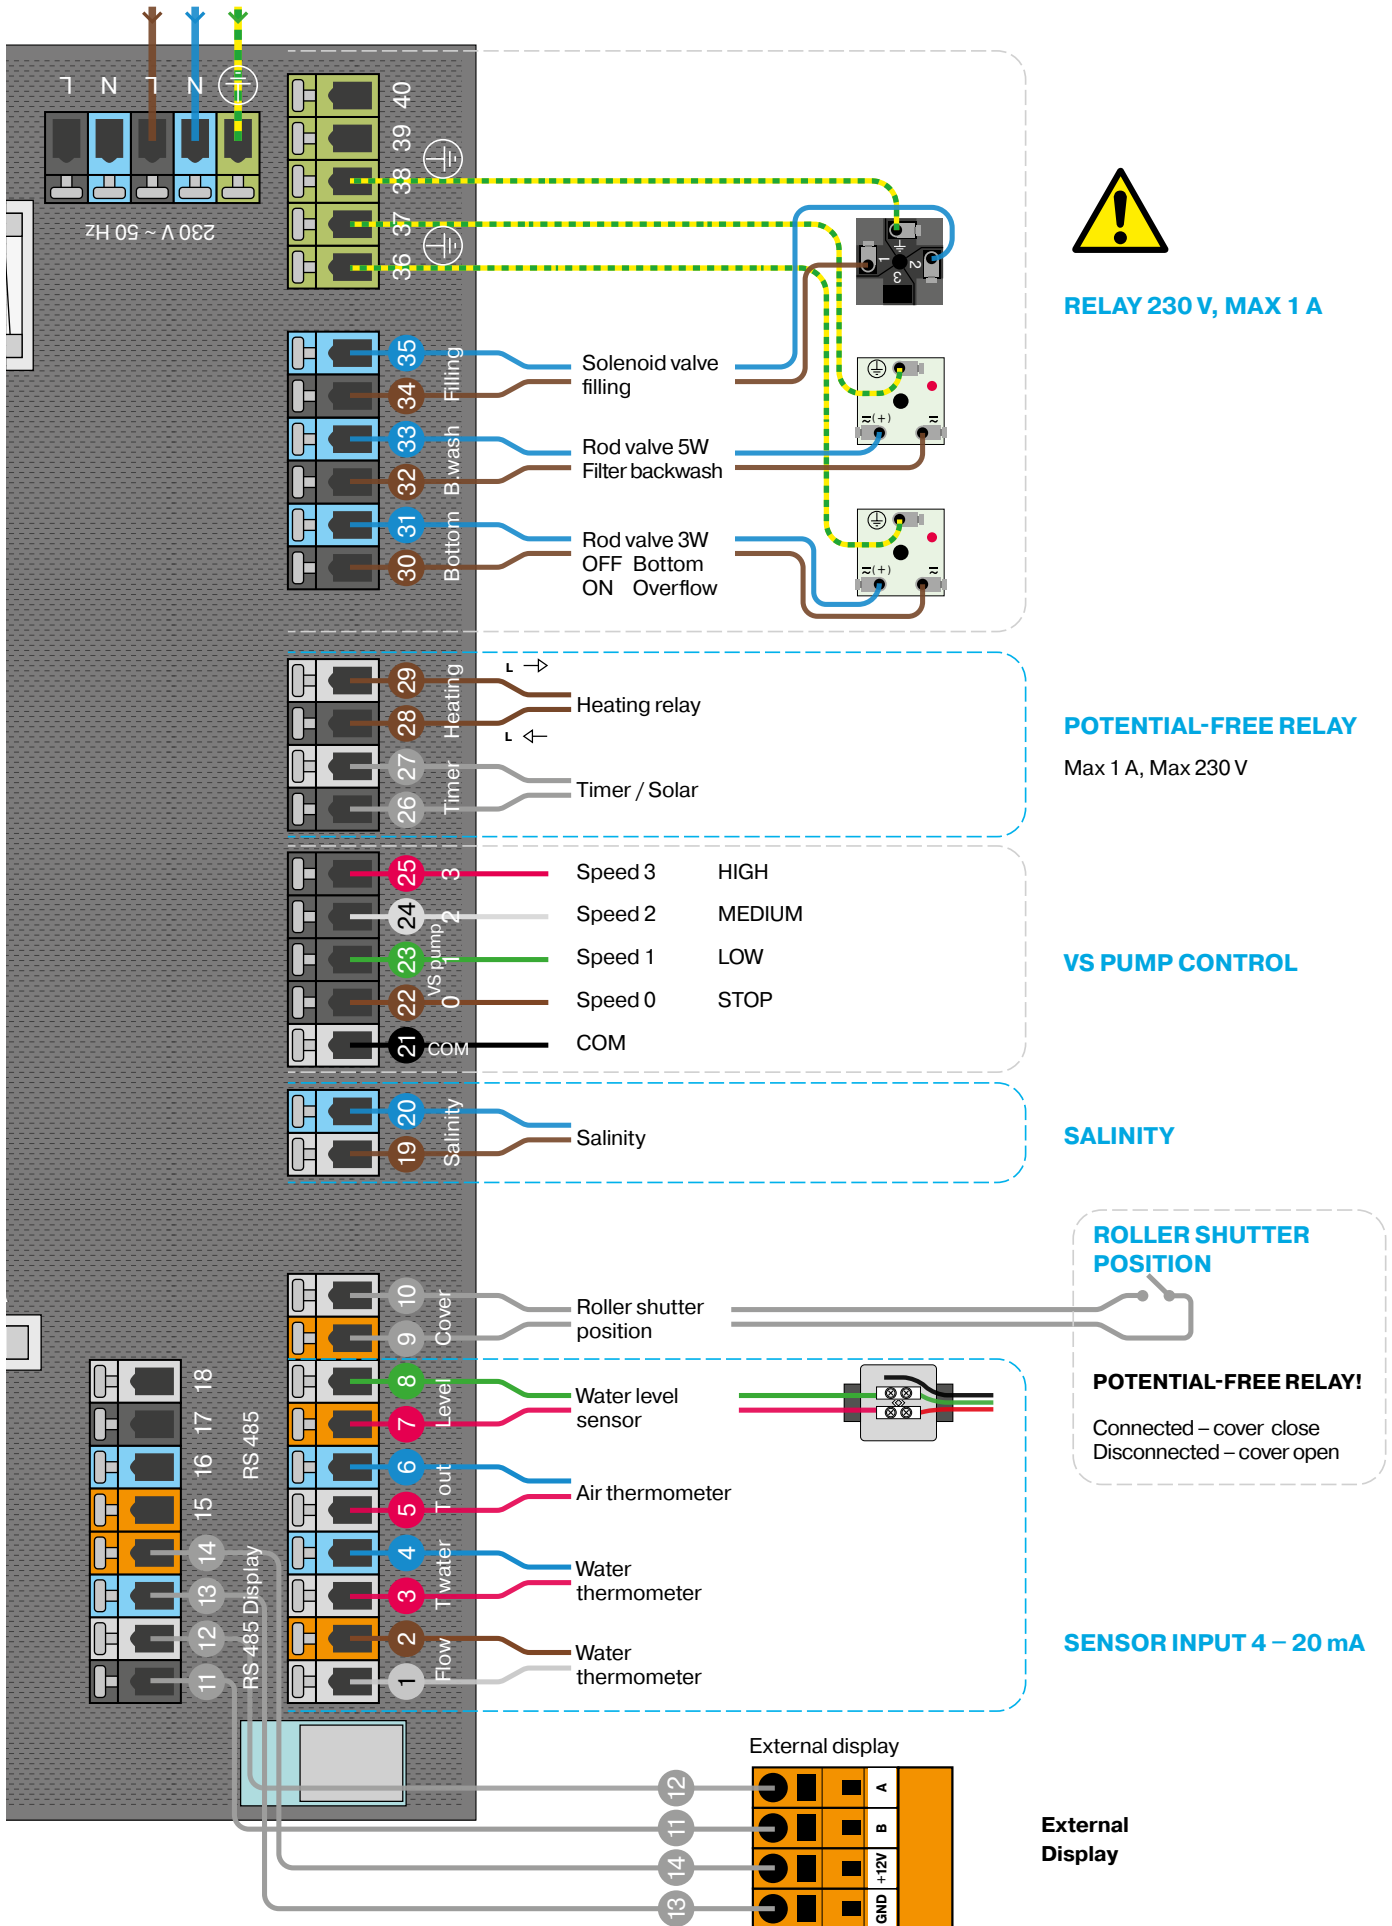 L N L N
230 V ~ 50 Hz
40
39
38
37
36
1 2 3
RELAY 230 V, MAX 1 A
35
34
Filling
Solenoid valve
filling
33
32
B.wash
Rod valve 5W
Filter backwash
≂(+) ≂
31
30
Bottom
Rod valve 3W
OFF Bottom
ON Overflow
≂(+) ≂
29
28
Heating
L
Heating relay
L
POTENTIAL-FREE RELAY
Max 1 A, Max 230 V
27
26
Timer
Timer / Solar
25 3 Speed 3 HIGH
24 2 Speed 2 MEDIUM
23 1 Speed 1 LOW
VS pump
VS PUMP CONTROL
22 0 Speed 0 STOP
21 COM COM
20
19
Salinity
Salinity
SALINITY
ROLLER SHUTTER
POSITION
10
9
Cover
Roller shutter
position
POTENTIAL-FREE RELAY!
Connected – cover close
Disconnected – cover open
8
7
Level
Water level
sensor
6
5
T out
Air thermometer
4
3
T water
Water
thermometer
2
1
Flow
Water
thermometer
SENSOR INPUT 4 – 20 mA
18
17
16
15
RS 485
14
13
12
11
RS 485 Display
External display
12 A
11 B
14 +12V
13 GND
External
Display